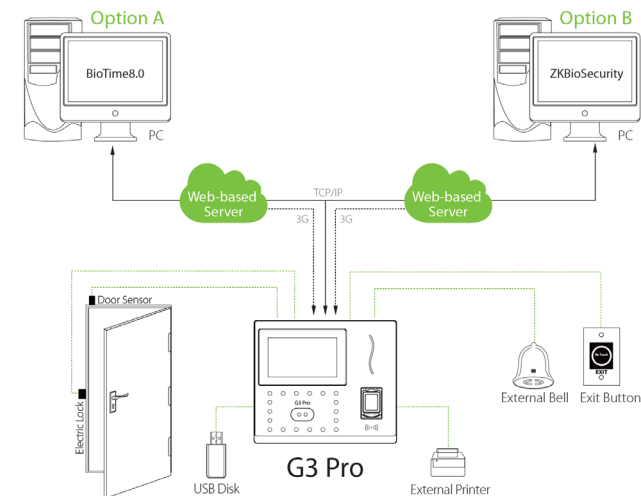 Option A
Option B
BioTime8.0
ZKBioSecurity
PC
PC
Web-based
Server
TCP/IP
Web-based
Server
3G
3G
Door Sensor
Electric Lock
G3 Pro
EXIT
External Bell
Exit Button
G3 Pro
USB Disk
External Printer